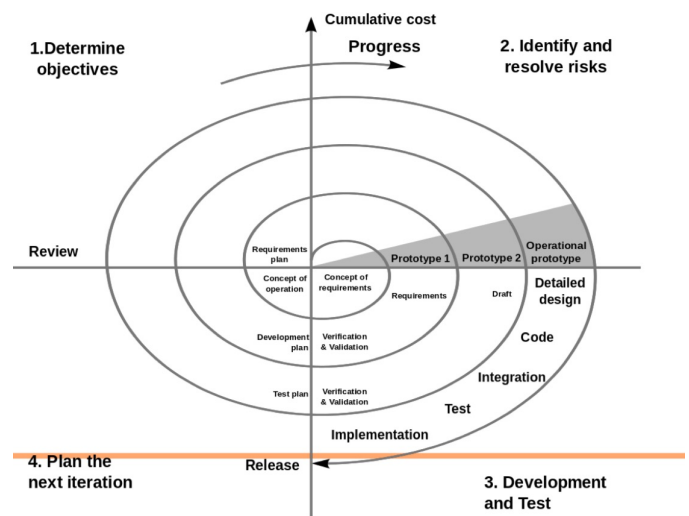 Cumulative cost
Progress
1.Determine
objectives
2. Identify and
resolve risks
Review
Requirements
plan
Concept of
operation
Concept of
requirements
Prototype 1
Prototype 2
Operational
prototype
Requirements
Draft
Detailed
design
Development
plan
Verification
& Validation
Code
Integration
Test plan
Verification
& Validation
Test
Implementation
4. Plan the
next iteration
Release
3. Development
and Test